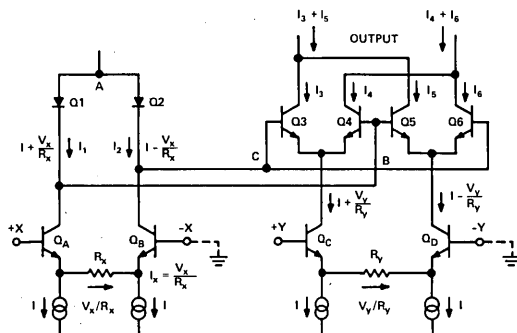 I3 + I5
I4 + I6
OUTPUT
A
Q1
Q2
I3
I4
I5
I6
Q3
Q4
Q5
Q6
I + Vx/Rx
I1
I2
I − Vx/Rx
C
B
I + Vy/Ry
I − Vy/Ry
+X
QA
QB
−X
+Y
QC
QD
−Y
Rx
Ix = Vx/Rx
Ry
I
Vx/Rx
I
I
Vy/Ry
I